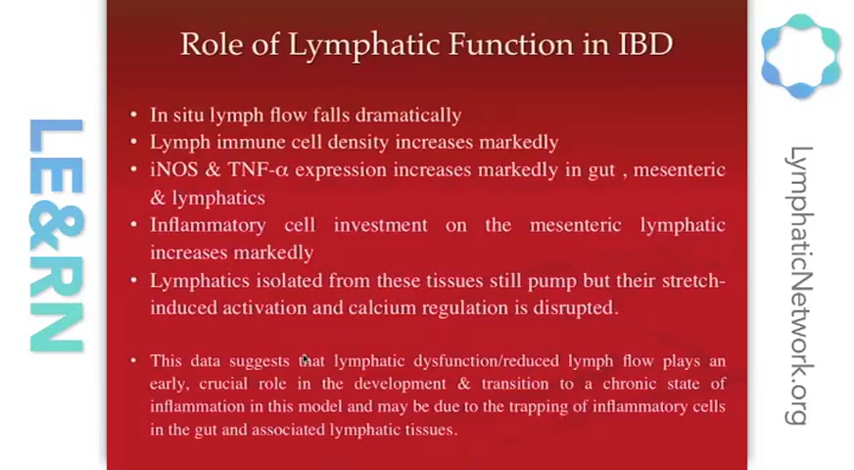 Role of Lymphatic Function in IBD
• In situ lymph flow falls dramatically
• Lymph immune cell density increases markedly
• iNOS & TNF-α expression increases markedly in gut , mesenteric
& lymphatics
• Inflammatory cell investment on the mesenteric lymphatic
increases markedly
• Lymphatics isolated from these tissues still pump but their stretch-
induced activation and calcium regulation is disrupted.
• This data suggests that lymphatic dysfunction/reduced lymph flow plays an
early, crucial role in the development & transition to a chronic state of
inflammation in this model and may be due to the trapping of inflammatory cells
in the gut and associated lymphatic tissues.
LE&RN
LymphaticNetwork.org